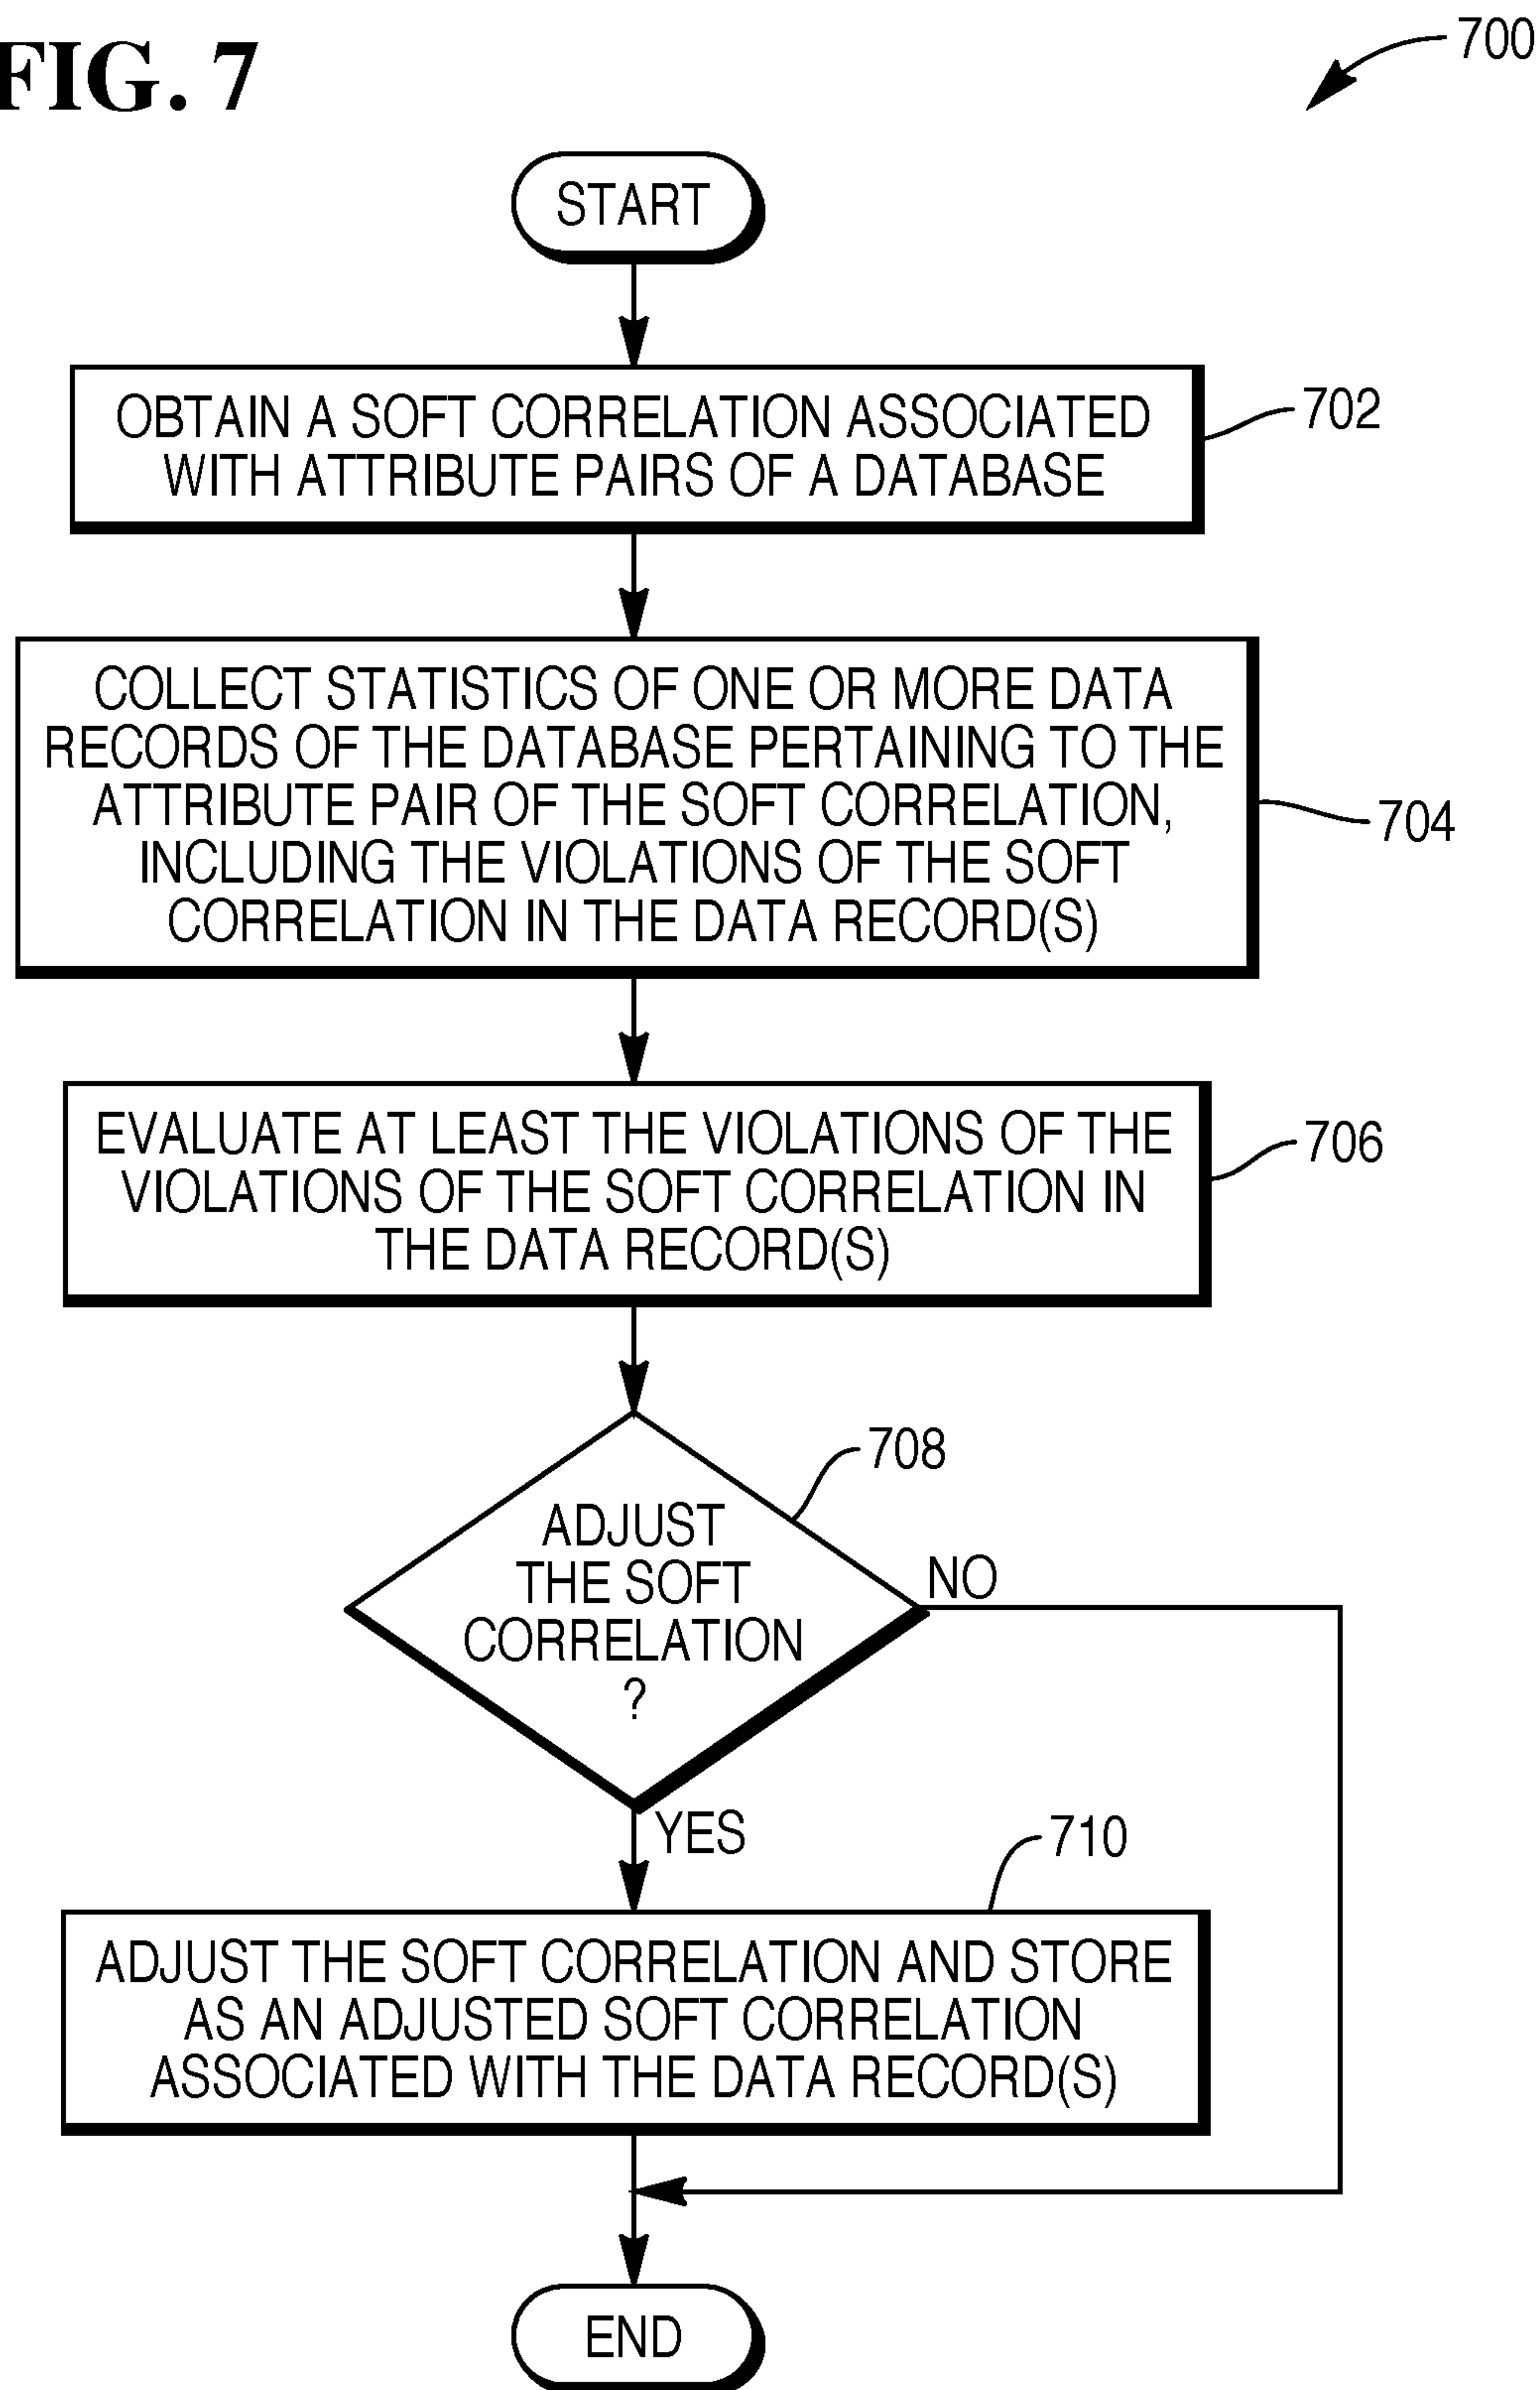 FIG. 7
700
START
OBTAIN A SOFT CORRELATION ASSOCIATED
WITH ATTRIBUTE PAIRS OF A DATABASE
702
COLLECT STATISTICS OF ONE OR MORE DATA
RECORDS OF THE DATABASE PERTAINING TO THE
ATTRIBUTE PAIR OF THE SOFT CORRELATION,
INCLUDING THE VIOLATIONS OF THE SOFT
CORRELATION IN THE DATA RECORD(S)
704
EVALUATE AT LEAST THE VIOLATIONS OF THE
VIOLATIONS OF THE SOFT CORRELATION IN
THE DATA RECORD(S)
706
708
ADJUST
THE SOFT
CORRELATION
?
NO
YES
710
ADJUST THE SOFT CORRELATION AND STORE
AS AN ADJUSTED SOFT CORRELATION
ASSOCIATED WITH THE DATA RECORD(S)
END